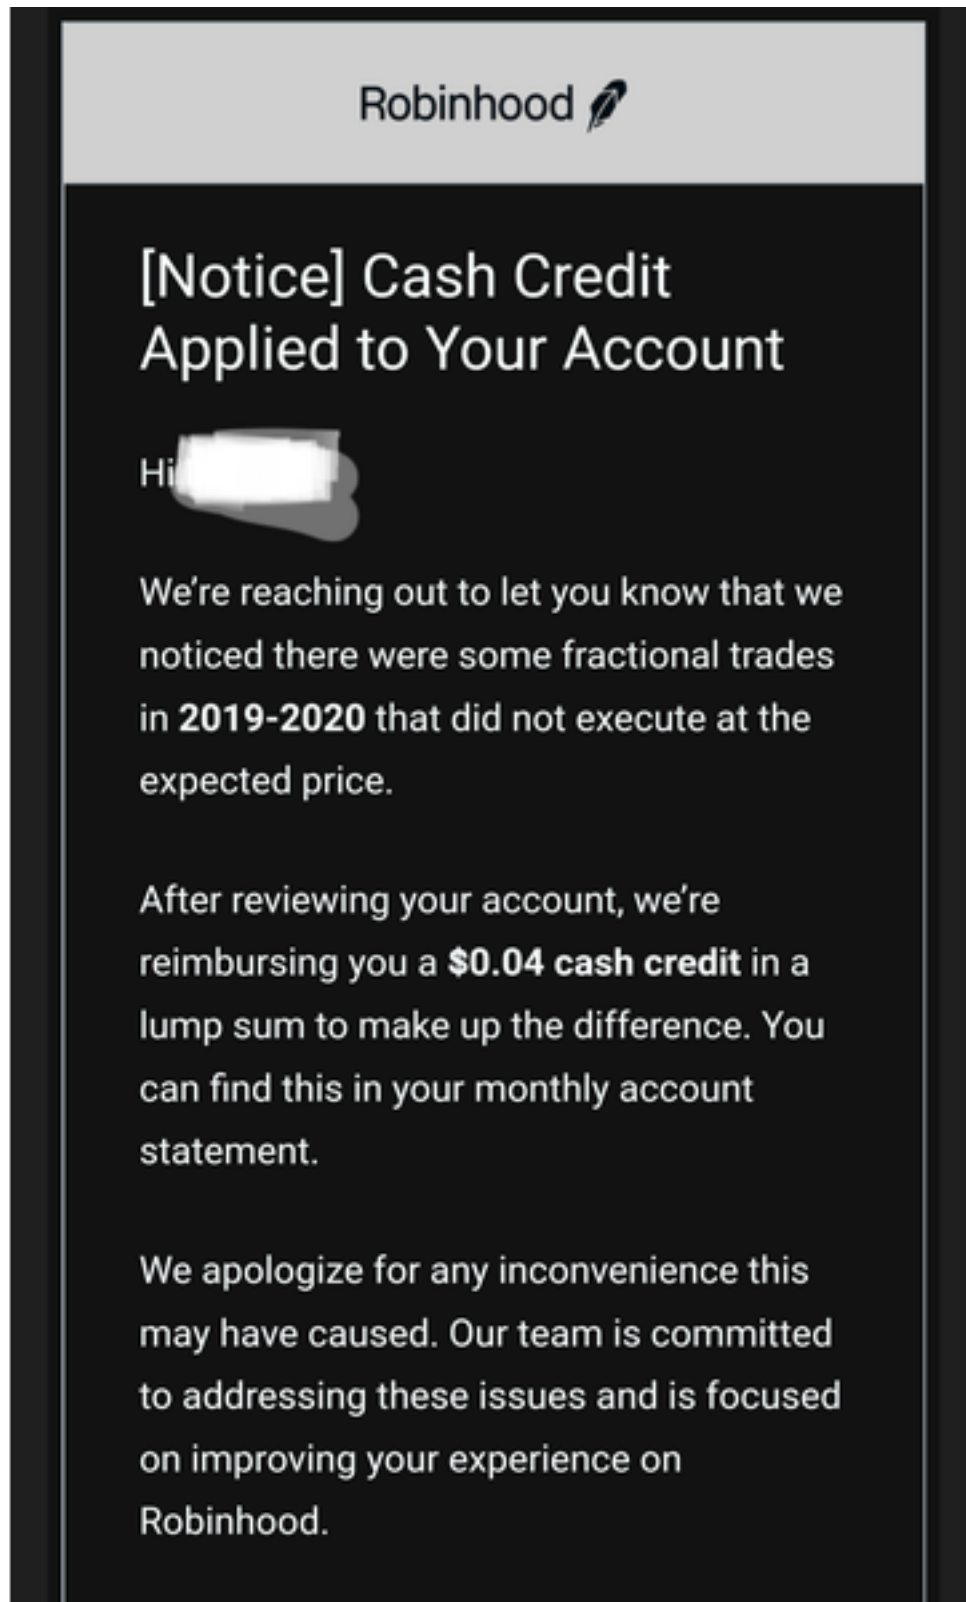 Robinhood
[Notice] Cash Credit
Applied to Your Account
Hi
We're reaching out to let you know that we
noticed there were some fractional trades
in 2019-2020 that did not execute at the
expected price.
After reviewing your account, we're
reimbursing you a $0.04 cash credit in a
lump sum to make up the difference. You
can find this in your monthly account
statement.
We apologize for any inconvenience this
may have caused. Our team is committed
to addressing these issues and is focused
on improving your experience on
Robinhood.